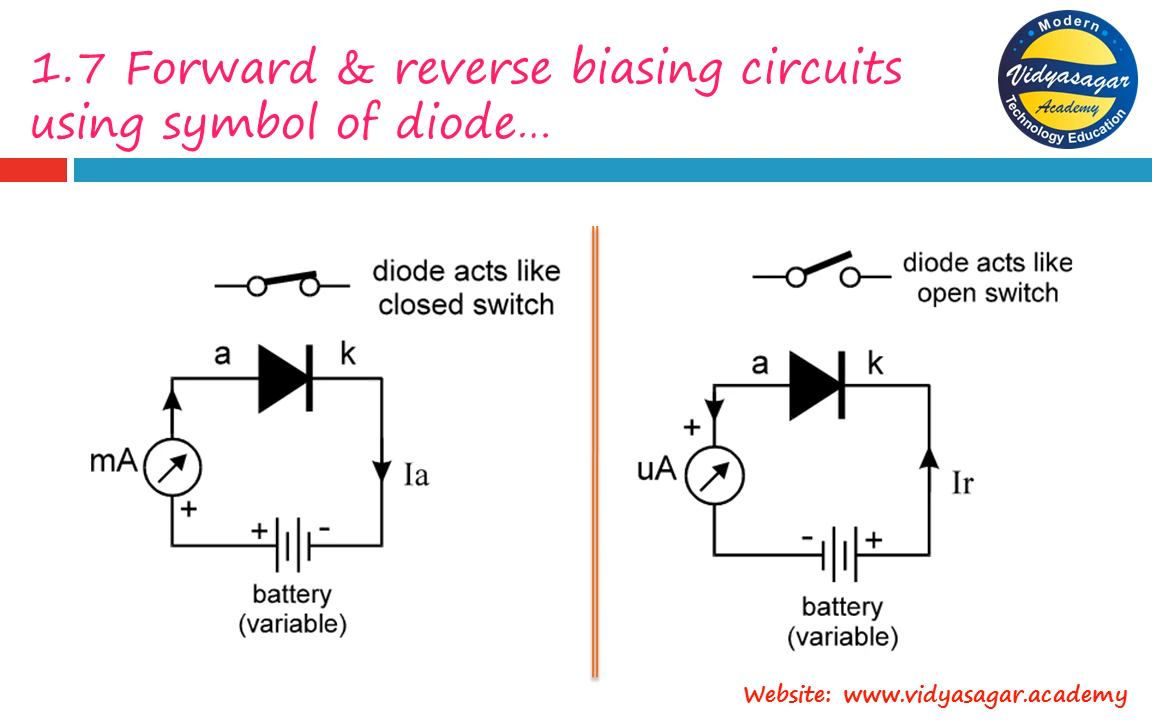 1.7 Forward & reverse biasing circuits
using symbol of diode...
Modern
Vidyasagar
Academy
Technology Education
diode acts like
closed switch
a
k
mA
+
Ia
+
-
battery
(variable)
diode acts like
open switch
a
k
+
uA
Ir
-
+
battery
(variable)
Website: www.vidyasagar.academy